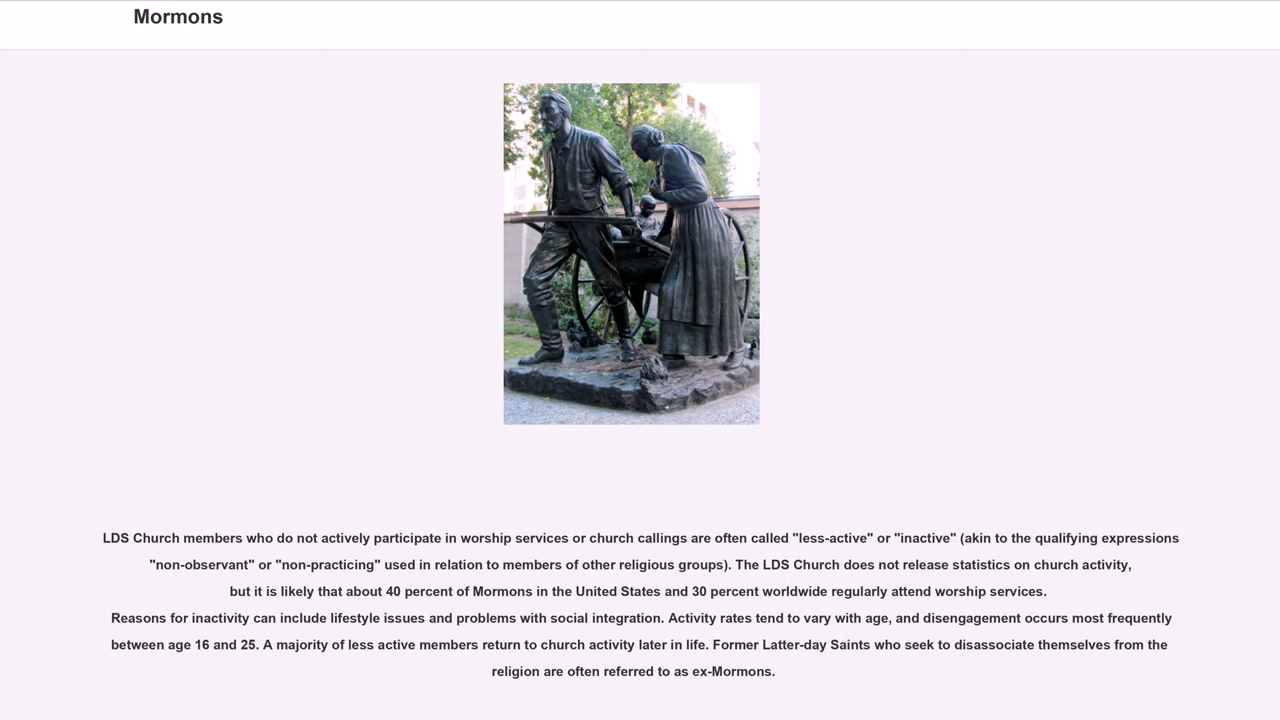 Mormons
LDS Church members who do not actively participate in worship services or church callings are often called "less-active" or "inactive" (akin to the qualifying expressions
"non-observant" or "non-practicing" used in relation to members of other religious groups). The LDS Church does not release statistics on church activity,
but it is likely that about 40 percent of Mormons in the United States and 30 percent worldwide regularly attend worship services.
Reasons for inactivity can include lifestyle issues and problems with social integration. Activity rates tend to vary with age, and disengagement occurs most frequently
between age 16 and 25. A majority of less active members return to church activity later in life. Former Latter-day Saints who seek to disassociate themselves from the
religion are often referred to as ex-Mormons.